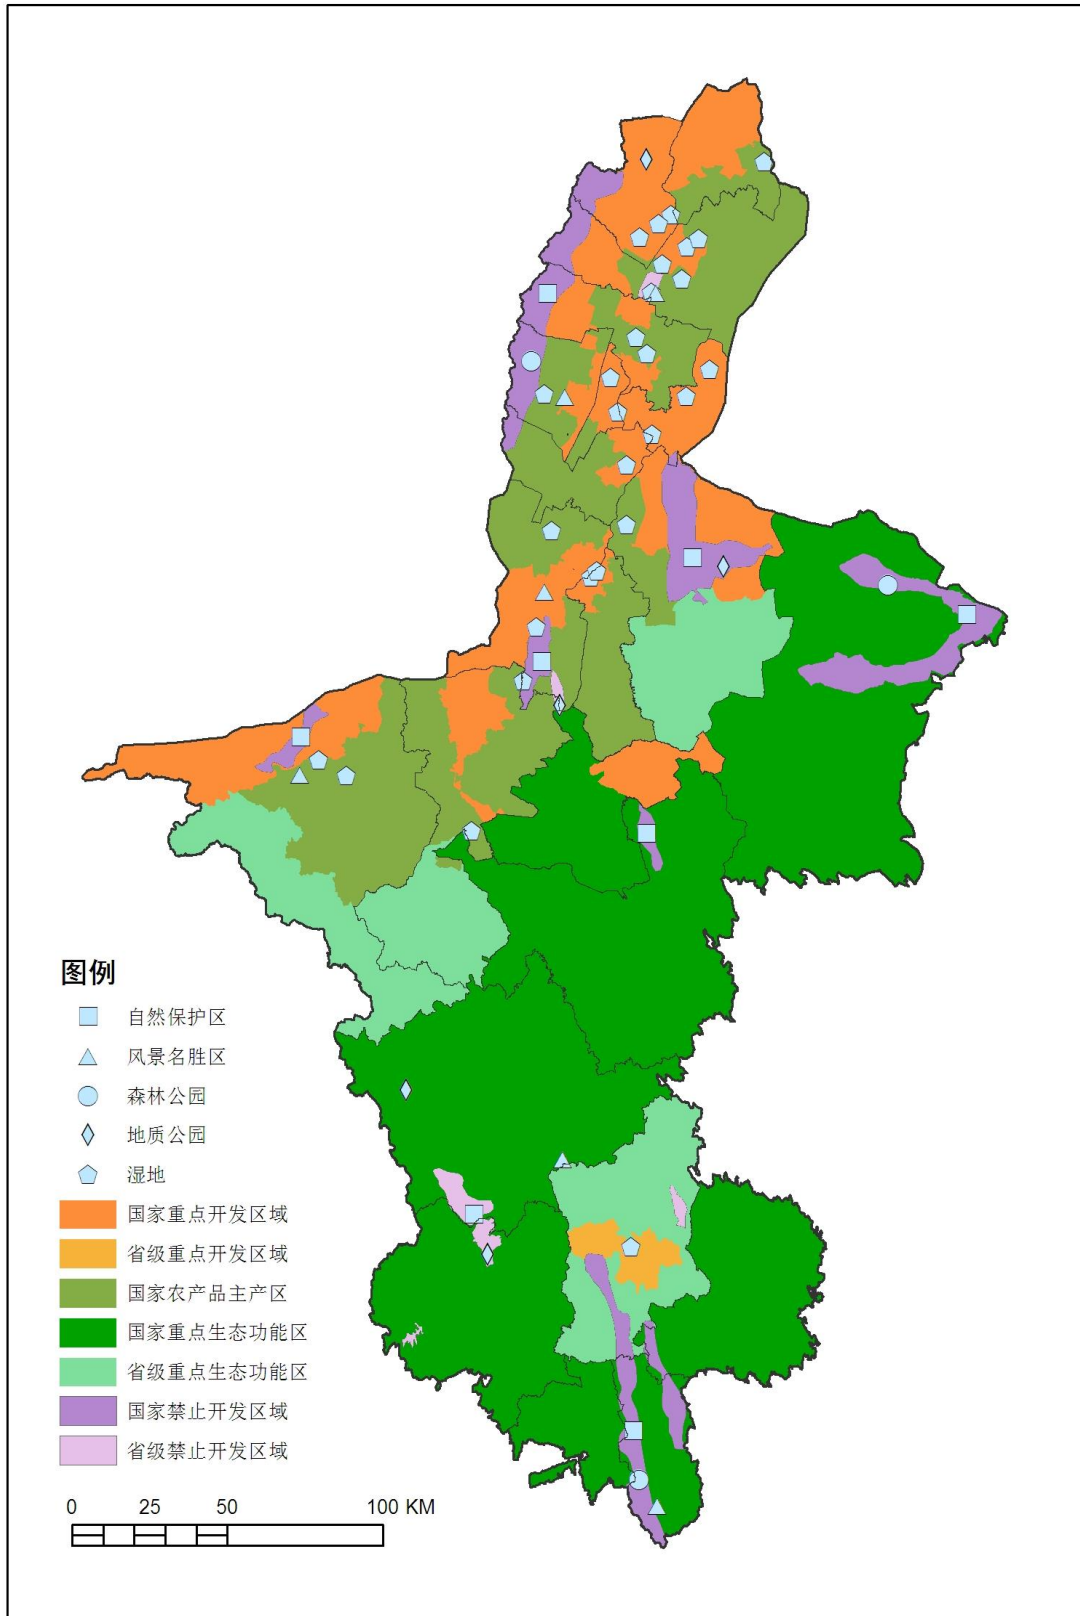 图例
自然保护区
风景名胜区
森林公园
地质公园
湿地
国家重点开发区域
省级重点开发区域
国家农产品主产区
国家重点生态功能区
省级重点生态功能区
国家禁止开发区域
省级禁止开发区域
0 25 50 100 KM